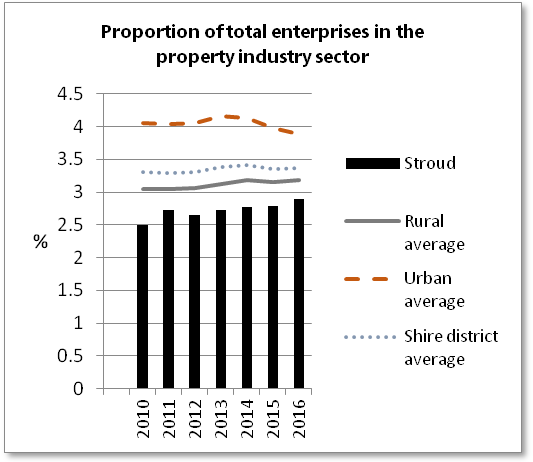 Proportion of total enterprises in the
property industry sector
4.5
4
3.5
3
2.5
2
1.5
1
0.5
0
%
2010
2011
2012
2013
2014
2015
2016
Stroud
Rural
average
Urban
average
Shire district
average